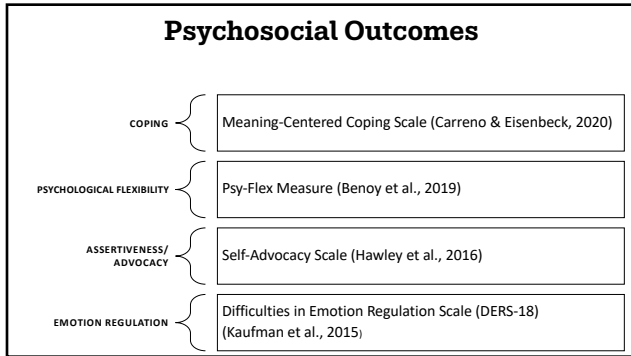 Psychosocial Outcomes
COPING
Meaning-Centered Coping Scale (Carreno & Eisenbeck, 2020)
PSYCHOLOGICAL FLEXIBILITY
Psy-Flex Measure (Benoy et al., 2019)
ASSERTIVENESS/
ADVOCACY
Self-Advocacy Scale (Hawley et al., 2016)
EMOTION REGULATION
Difficulties in Emotion Regulation Scale (DERS-18)
(Kaufman et al., 2015)